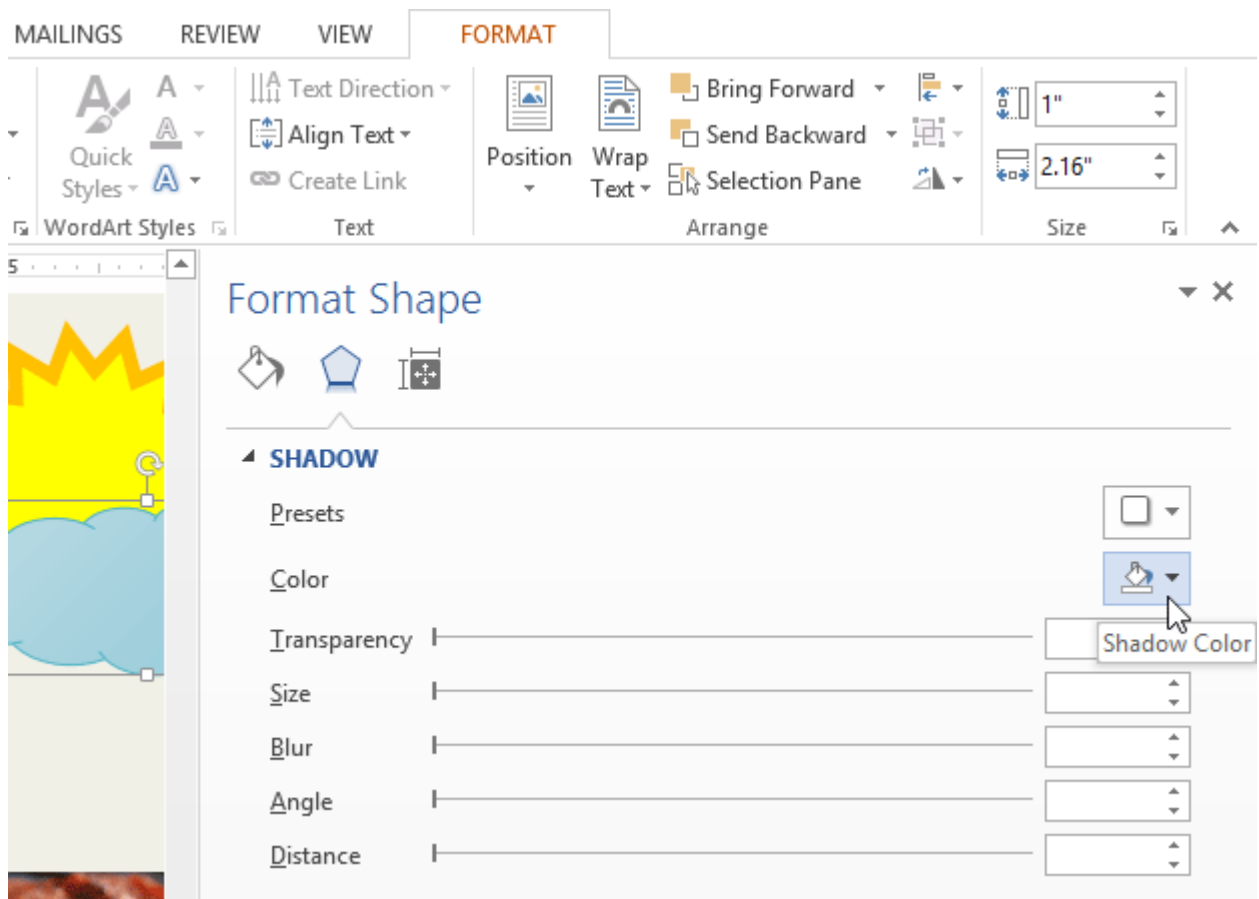 MAILINGS REVIEW VIEW FORMAT
A Text Direction Bring Forward 1"
Align Text Send Backward
Quick Position Wrap 2.16"
Styles A Create Link Text Selection Pane
WordArt Styles Text Arrange Size
5
Format Shape
SHADOW
Presets
Color
Transparency Shadow Color
Size
Blur
Angle
Distance